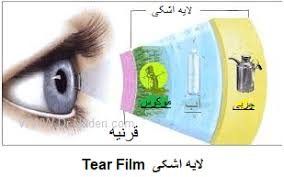 لایه اشکی
چربی
آب
موکوس
قرنیه
لایه اشکی Tear Film